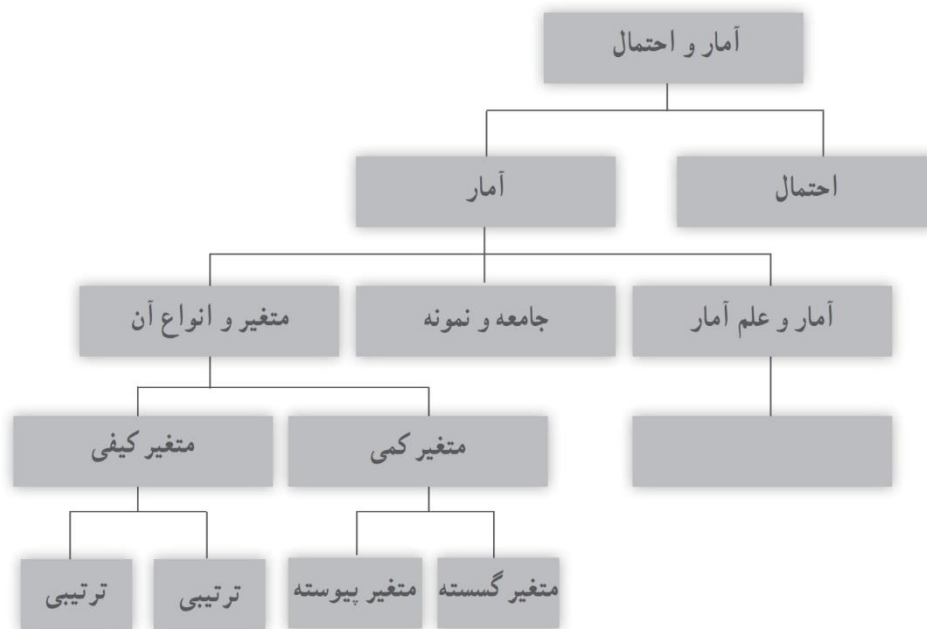 آمار و احتمال
احتمال
آمار
آمار و علم آمار
جامعه و نمونه
متغیر و انواع آن
متغیر کمی
متغیر کیفی
متغیر گسسته
متغیر پیوسته
ترتیبی
ترتیبی